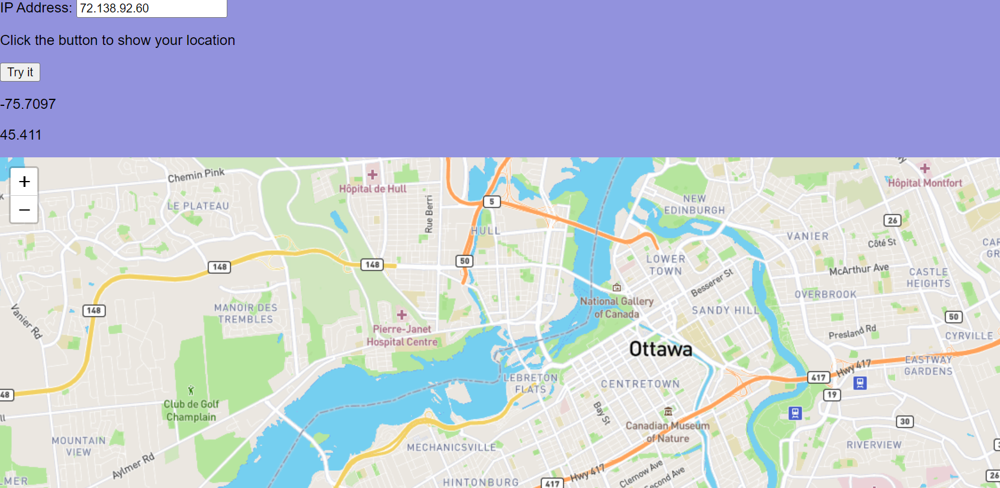 IP Address: 72.138.92.60
Click the button to show your location
Try it
-75.7097
45.411
+
−
Chemin Pink
LE PLATEAU
Hôpital de Hull
Rue Berri
5
HULL
NEW
EDINBURGH
Hôpital Montfort
26
VANIER
Côté St
148
148
50
LOWER
TOWN
Besserer St
McArthur Ave
CASTLE
HEIGHTS
OVERBROOK
National Gallery
of Canada
SANDY HILL
Vanier Rd
148
MANOIR DES
TREMBLES
Pierre-Janet
Hospital Centre
50
Presland Rd
CYRVILLE
Ottawa
EASTWAY
GARDENS
Hwy 417
417
19
LEBRETON
FLATS
CENTRETOWN
48
Club de Golf
Champlain
Bay St
Canadian Museum
of Nature
30
MOUNTAIN
VIEW
MECHANICSVILLE
RIVERVIEW
Aylmer Rd
Hwy 417
Clemow Ave
econd Ave
LMER
HINTONBURG
417
26